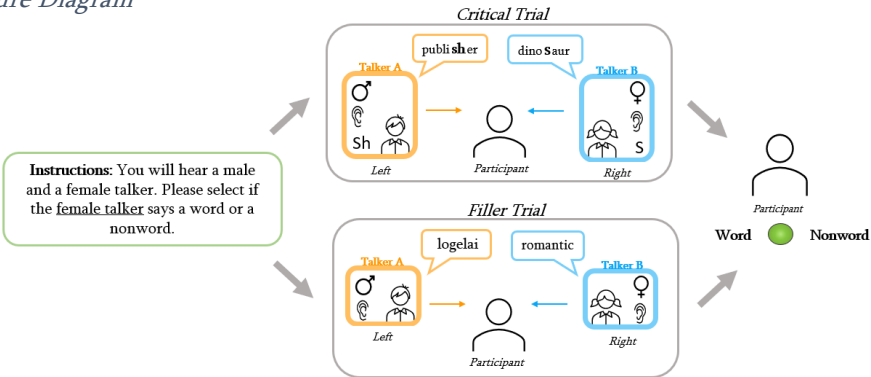 Critical Trial
publisher
dinosaur
Talker A
Talker B
Sh
S
Left
Participant
Right
Instructions: You will hear a male
and a female talker. Please select if
the female talker says a word or a
nonword.
Filler Trial
logelai
romantic
Talker A
Talker B
Left
Participant
Right
Participant
Word
Nonword